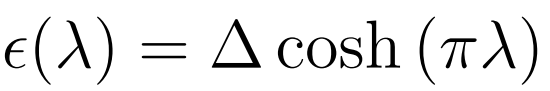 ϵ(λ) = Δ cosh (πλ)